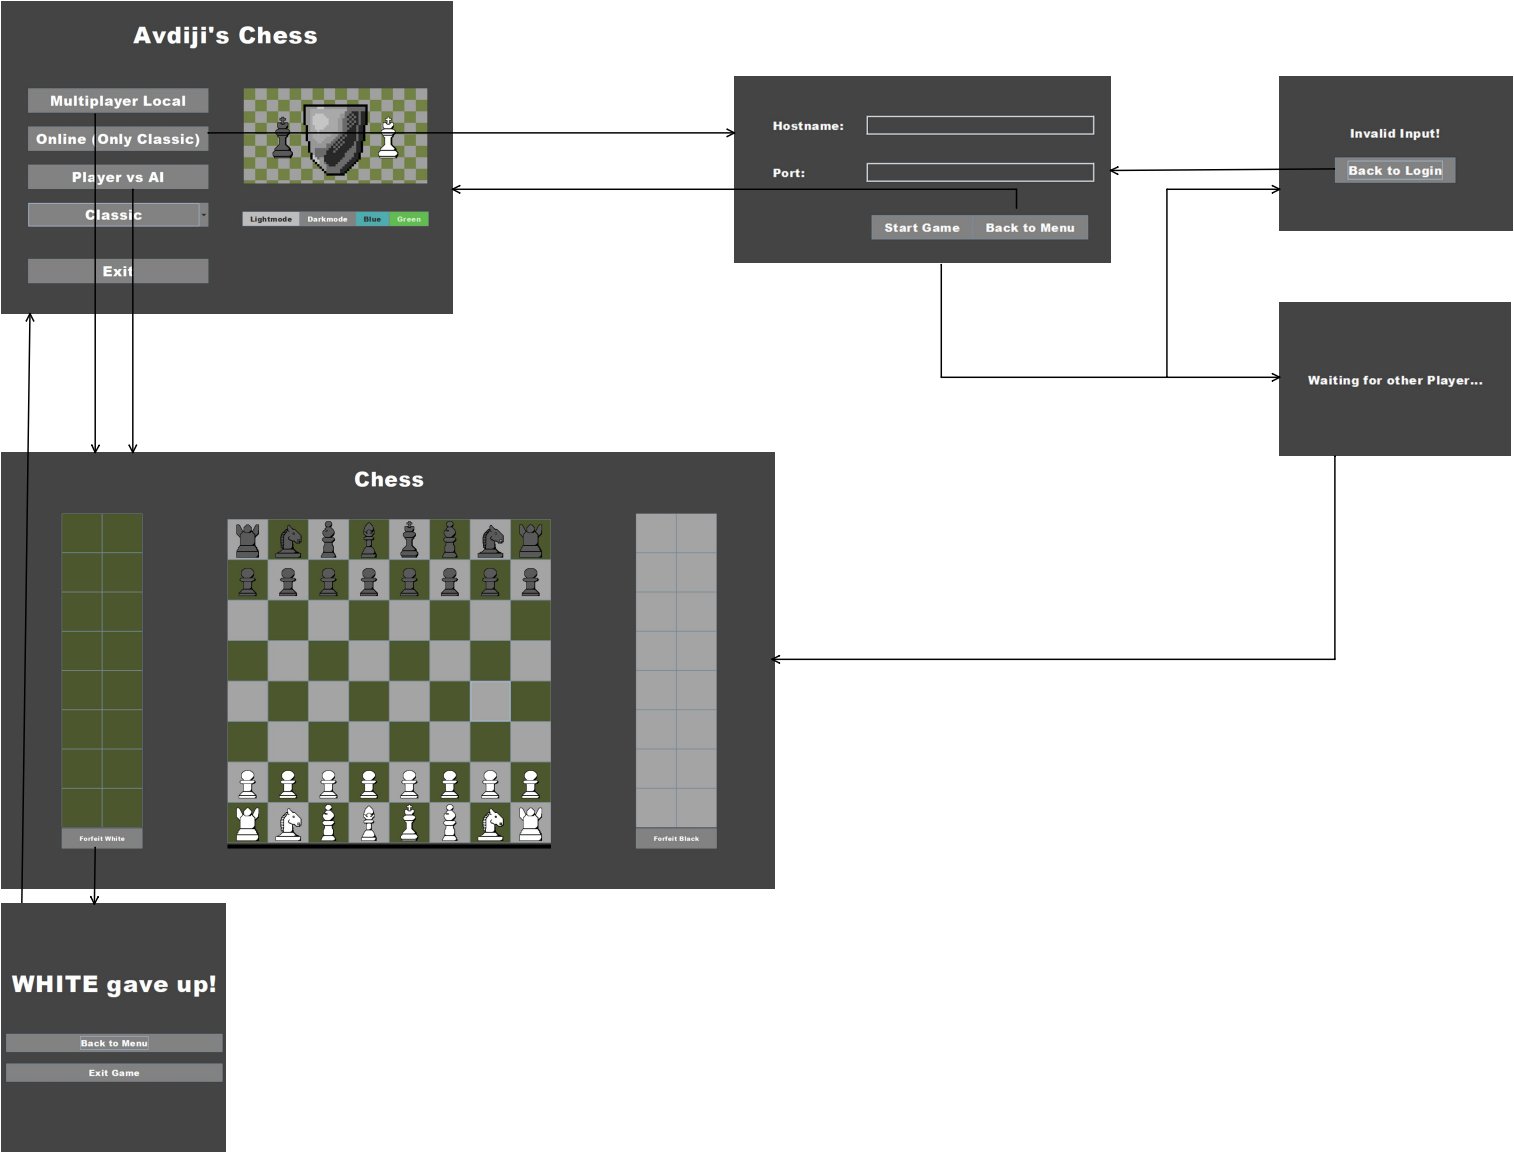 Avdiji's Chess
Multiplayer Local
Online (Only Classic)
Player vs AI
Classic
Exit
Lightmode
Darkmode
Blue
Green
Hostname:
Port:
Start Game
Back to Menu
Invalid Input!
Back to Login
Waiting for other Player...
Chess
Forfeit White
Forfeit Black
WHITE gave up!
Back to Menu
Exit Game